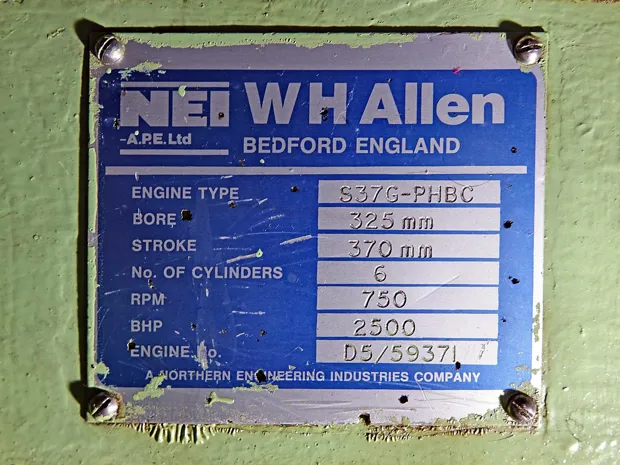 NEI WH Allen
-A.P.E. Ltd BEDFORD ENGLAND
ENGINE TYPE S37G-PHBC
BORE 325 mm
STROKE 370 mm
No. OF CYLINDERS 6
RPM 750
BHP 2500
ENGINE No. D5/59371
A NORTHERN ENGINEERING INDUSTRIES COMPANY